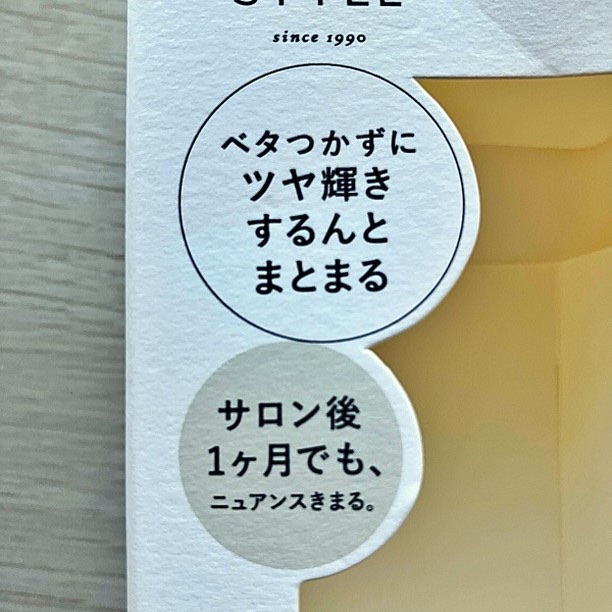 STYLE
since 1990
ベタつかずに
ツヤ輝き
するんと
まとまる
サロン後
1ヶ月でも、
ニュアンスきまる。